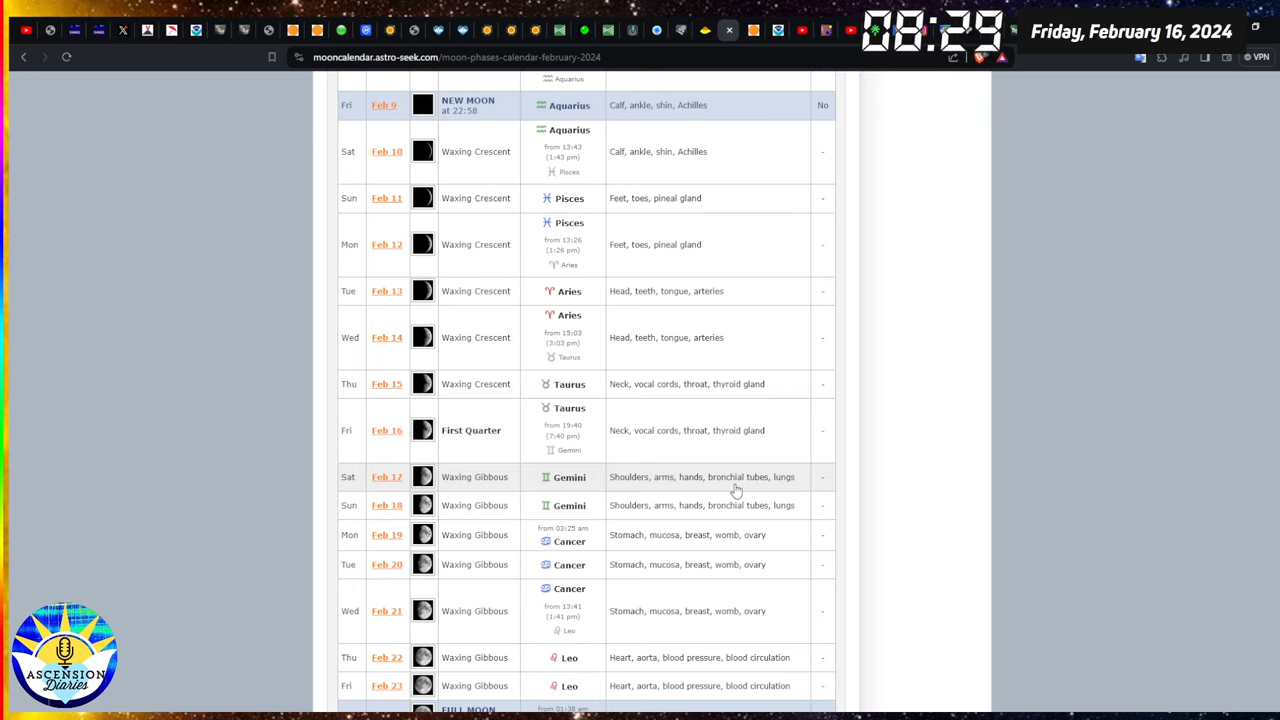 08:29
Friday, February 16, 2024
mooncalendar.astro-seek.com/moon-phases-calendar-february-2024
VPN
♒ Aquarius
Fri Feb 9 NEW MOON at 22:58 ♒ Aquarius Calf, ankle, shin, Achilles No
Sat Feb 10 Waxing Crescent ♒ Aquarius Calf, ankle, shin, Achilles -
from 13:43
(1:43 pm)
♓ Pisces
Sun Feb 11 Waxing Crescent ♓ Pisces Feet, toes, pineal gland -
Mon Feb 12 Waxing Crescent ♓ Pisces Feet, toes, pineal gland -
from 13:26
(1:26 pm)
♈ Aries
Tue Feb 13 Waxing Crescent ♈ Aries Head, teeth, tongue, arteries -
Wed Feb 14 Waxing Crescent ♈ Aries Head, teeth, tongue, arteries -
from 15:03
(3:03 pm)
♉ Taurus
Thu Feb 15 Waxing Crescent ♉ Taurus Neck, vocal cords, throat, thyroid gland -
Fri Feb 16 First Quarter ♉ Taurus Neck, vocal cords, throat, thyroid gland -
from 19:40
(7:40 pm)
♊ Gemini
Sat Feb 17 Waxing Gibbous ♊ Gemini Shoulders, arms, hands, bronchial tubes, lungs -
Sun Feb 18 Waxing Gibbous ♊ Gemini Shoulders, arms, hands, bronchial tubes, lungs -
Mon Feb 19 Waxing Gibbous from 03:25 am ♋ Cancer Stomach, mucosa, breast, womb, ovary -
Tue Feb 20 Waxing Gibbous ♋ Cancer Stomach, mucosa, breast, womb, ovary -
Wed Feb 21 Waxing Gibbous ♋ Cancer Stomach, mucosa, breast, womb, ovary -
from 13:41
(1:41 pm)
♌ Leo
Thu Feb 22 Waxing Gibbous ♌ Leo Heart, aorta, blood pressure, blood circulation -
Fri Feb 23 Waxing Gibbous ♌ Leo Heart, aorta, blood pressure, blood circulation -
FULL MOON from 01:38 am
ASCENSION
Diaries